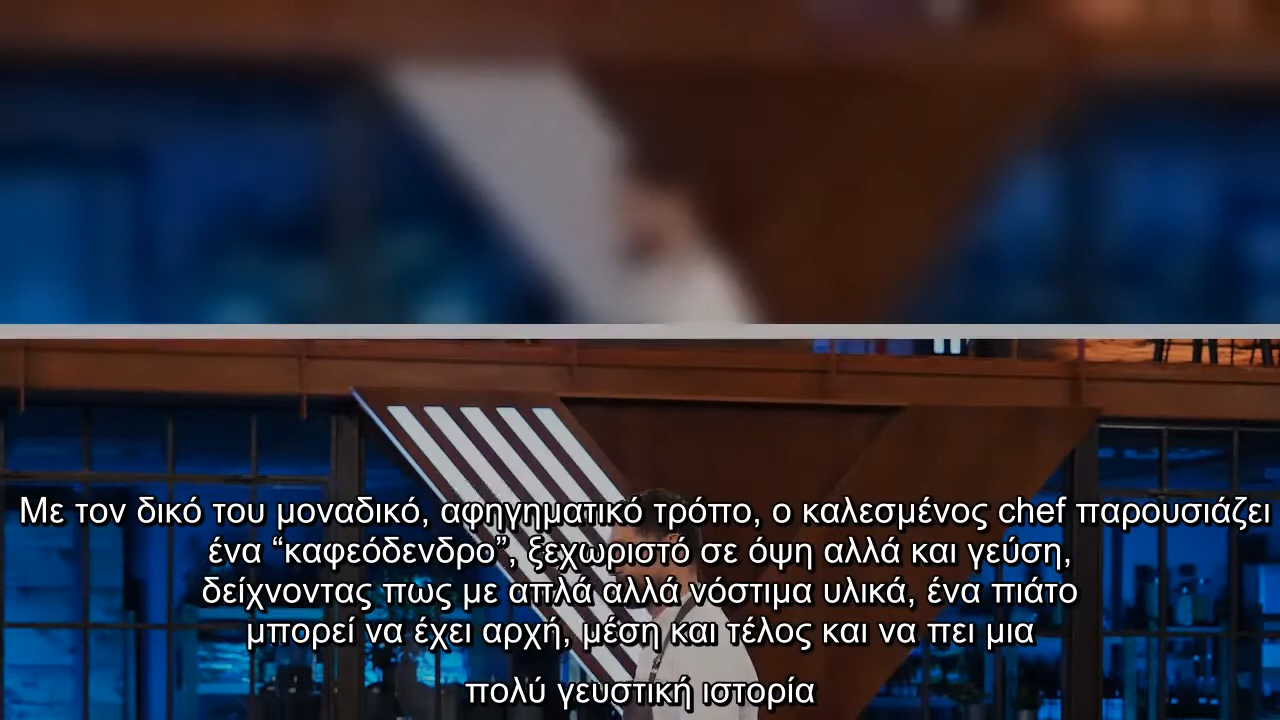 Με τον δικό του μοναδικό, αφηγηματικό τρόπο, ο καλεσμένος chef παρουσιάζει
ένα “καφεόδενδρο”, ξεχωριστό σε όψη αλλά και γεύση,
δείχνοντας πως με απλά αλλά νόστιμα υλικά, ένα πιάτο
μπορεί να έχει αρχή, μέση και τέλος και να πει μια
πολύ γευστική ιστορία